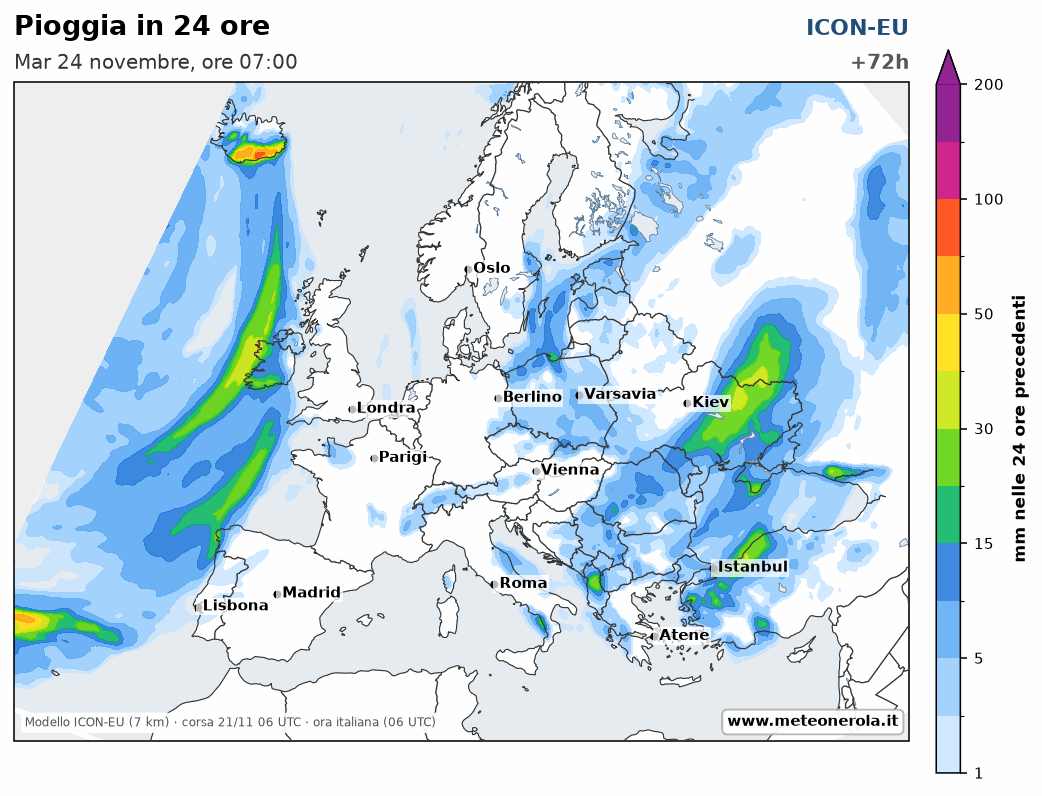 Pioggia in 24 ore
ICON-EU
Mar 24 novembre, ore 07:00
+72h
200
100
50
30
15
5
1
mm nelle 24 ore precedenti
Oslo
Londra
Berlino
Varsavia
Kiev
Parigi
Vienna
Istanbul
Roma
Madrid
Lisbona
Atene
Modello ICON-EU (7 km) · corsa 21/11 06 UTC · ora italiana (06 UTC)
www.meteonerola.it